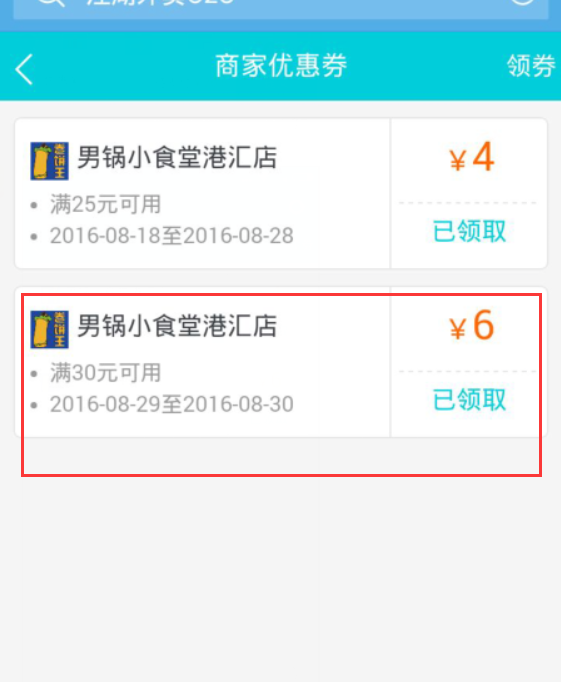 商家优惠券
领券
男锅小食堂港汇店
¥4
满25元可用
2016-08-18至2016-08-28
已领取
男锅小食堂港汇店
¥6
满30元可用
2016-08-29至2016-08-30
已领取